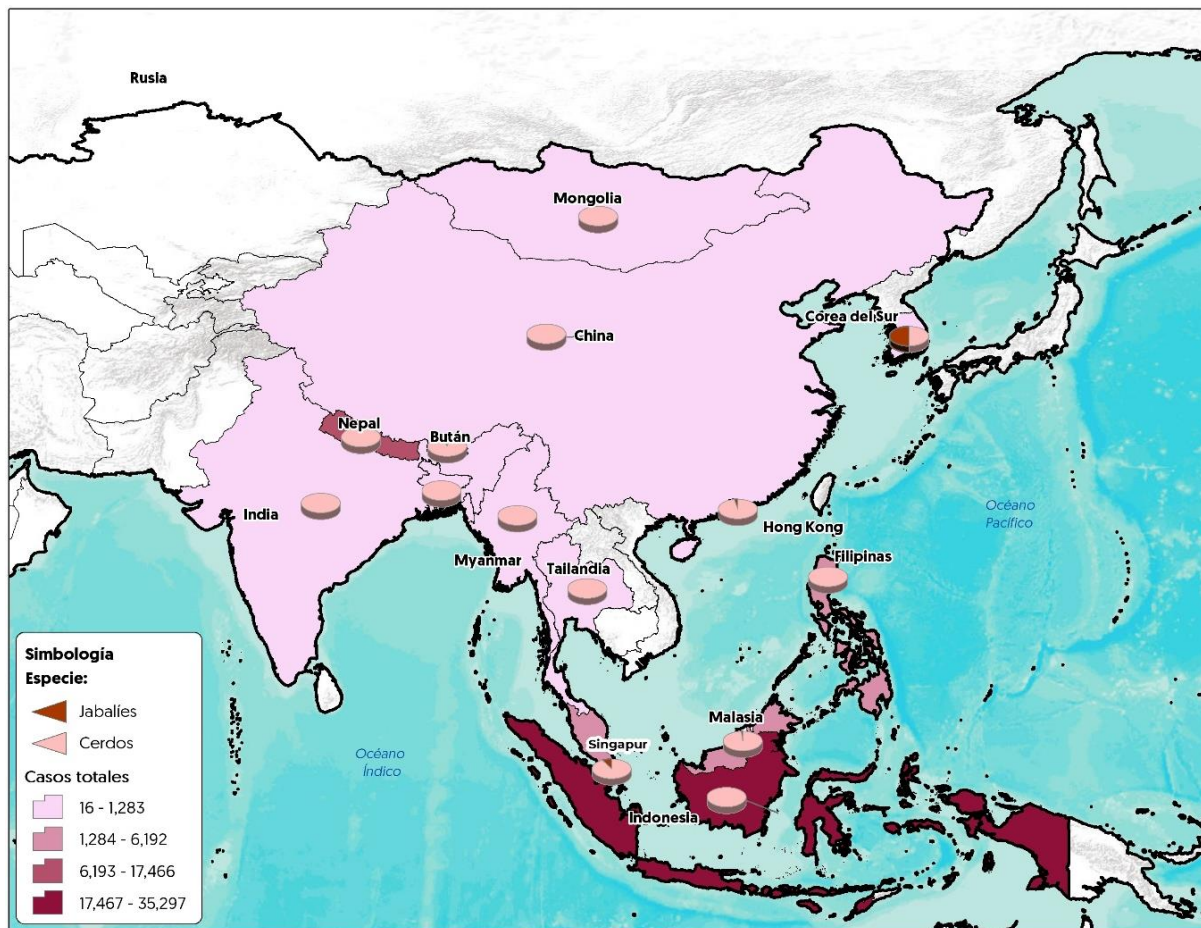 Rusia
Mongolia
China
Corea del Sur
Nepal
Bután
India
Myanmar
Tailandia
Hong Kong
Filipinas
Océano
Pacífico
Malasia
Singapur
Indonesia
Océano
Índico
Simbología
Especie:
Jabalíes
Cerdos
Casos totales
16 - 1,283
1,284 - 6,192
6,193 - 17,466
17,467 - 35,297